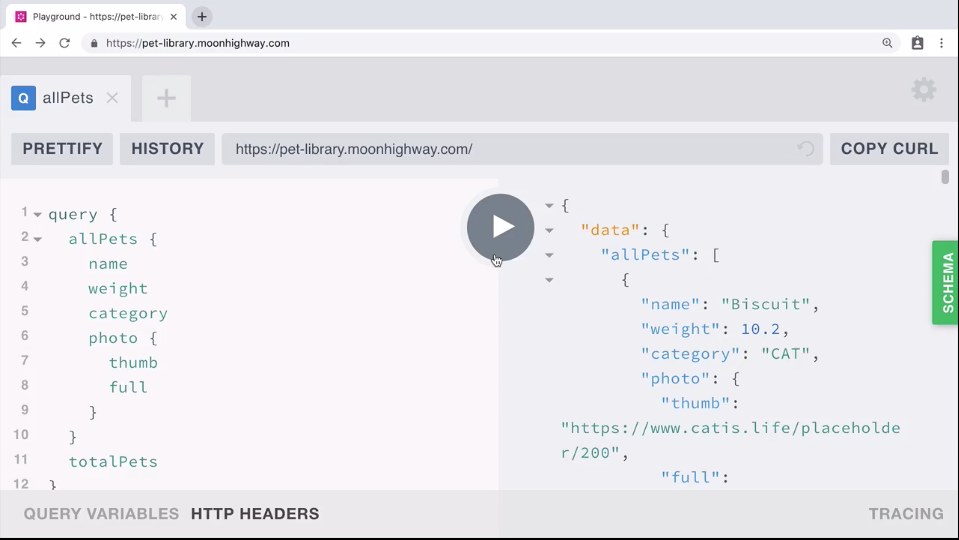 Playground - https://pet-library
https://pet-library.moonhighway.com
Q allPets
PRETTIFY
HISTORY
https://pet-library.moonhighway.com/
COPY CURL
1 query {
2 allPets {
3 name
4 weight
5 category
6 photo {
7 thumb
8 full
9 }
10 }
11 totalPets
12 }
{
"data": {
"allPets": [
{
"name": "Biscuit",
"weight": 10.2,
"category": "CAT",
"photo": {
"thumb":
"https://www.catis.life/placeholde
r/200",
"full":
SCHEMA
QUERY VARIABLES
HTTP HEADERS
TRACING